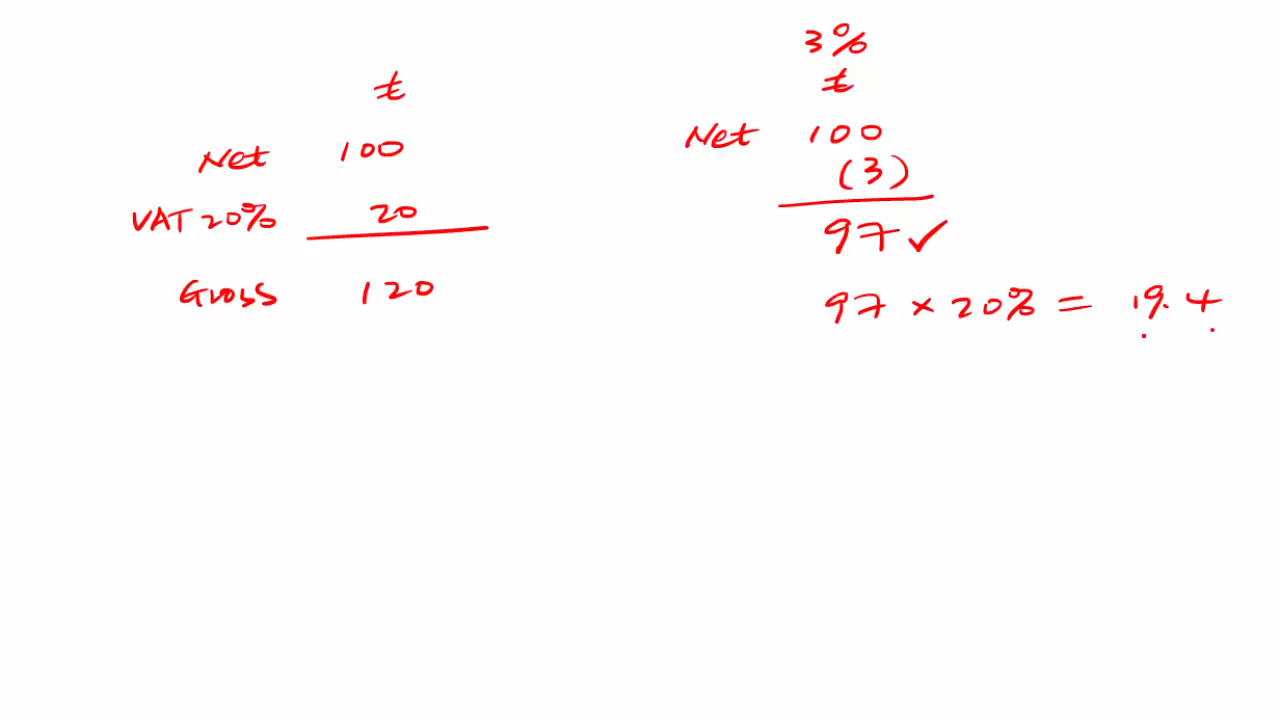 £
Net 100
VAT 20% 20
Gross 120
3%
£
Net 100
(3)
97 ✓
97 × 20% = 19.4